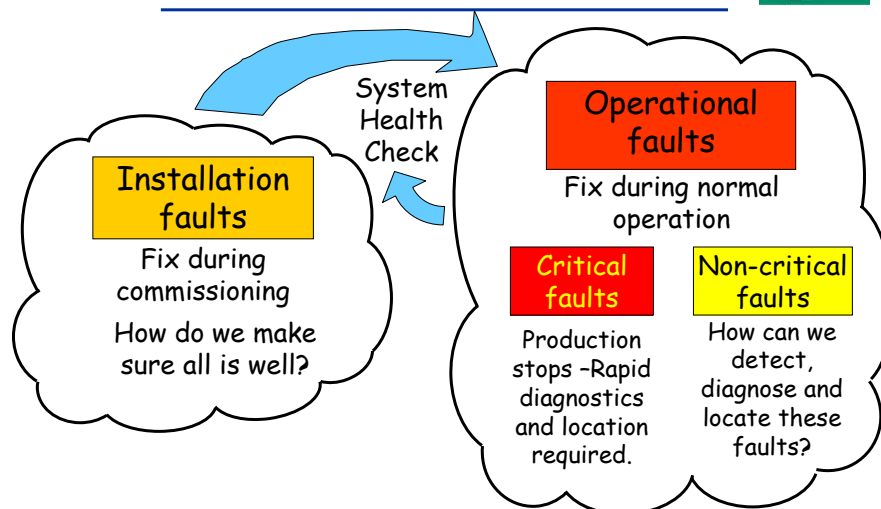 System
Health
Check
Installation
faults
Fix during
commissioning
How do we make
sure all is well?
Operational
faults
Fix during normal
operation
Critical
faults
Production
stops –Rapid
diagnostics
and location
required.
Non-critical
faults
How can we
detect,
diagnose and
locate these
faults?